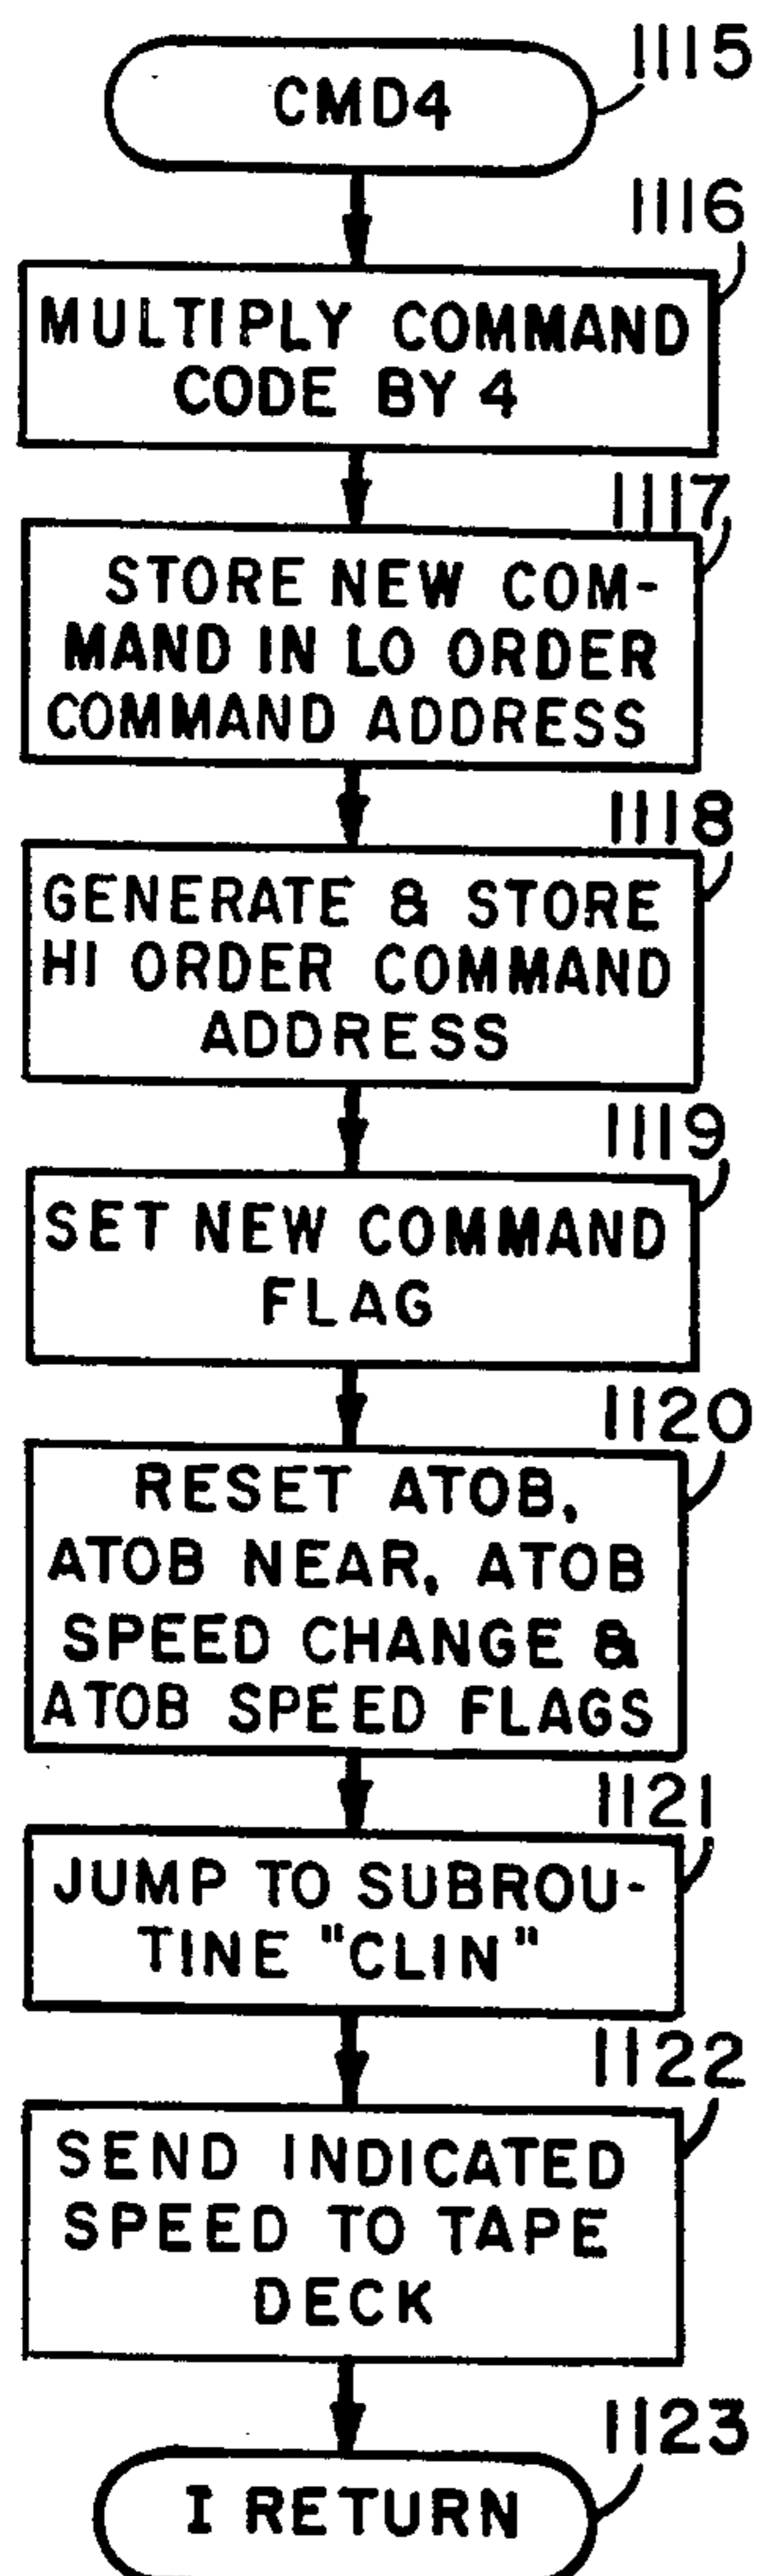 1115
CMD4
1116
MULTIPLY COMMAND
CODE BY 4
1117
STORE NEW COM-
MAND IN LO ORDER
COMMAND ADDRESS
1118
GENERATE & STORE
HI ORDER COMMAND
ADDRESS
1119
SET NEW COMMAND
FLAG
1120
RESET ATOB,
ATOB NEAR, ATOB
SPEED CHANGE &
ATOB SPEED FLAGS
1121
JUMP TO SUBROU-
TINE "CLIN"
1122
SEND INDICATED
SPEED TO TAPE
DECK
1123
I RETURN